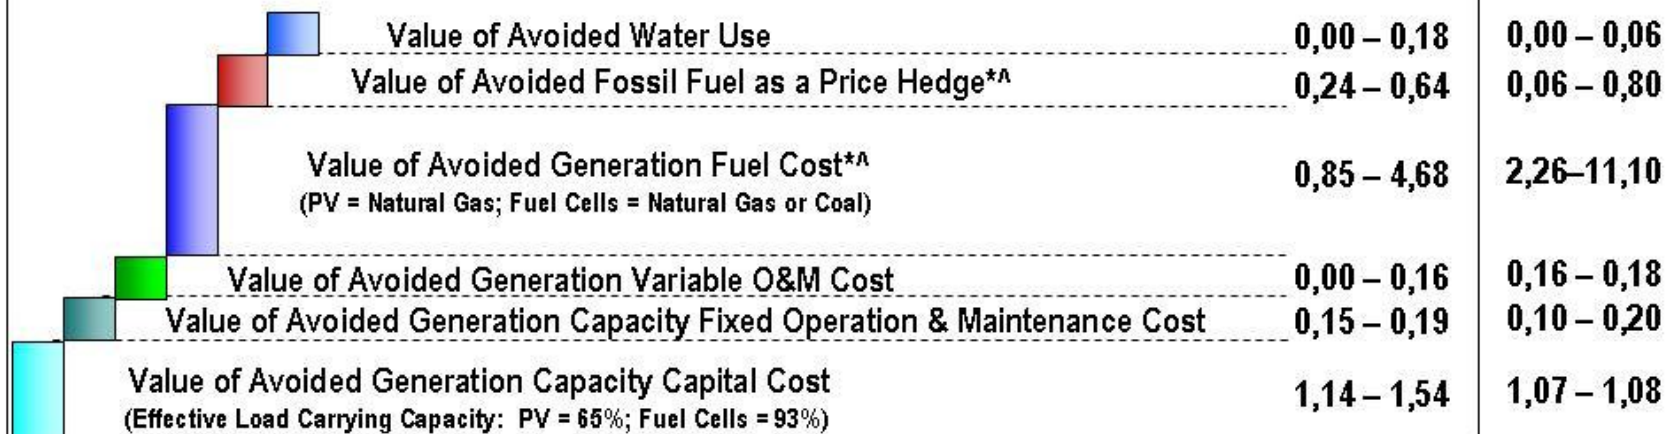 Value of Avoided Water Use 0,00 – 0,18 0,00 – 0,06
Value of Avoided Fossil Fuel as a Price Hedge*^ 0,24 – 0,64 0,06 – 0,80
Value of Avoided Generation Fuel Cost*^ 0,85 – 4,68 2,26–11,10
(PV = Natural Gas; Fuel Cells = Natural Gas or Coal)
Value of Avoided Generation Variable O&M Cost 0,00 – 0,16 0,16 – 0,18
Value of Avoided Generation Capacity Fixed Operation & Maintenance Cost 0,15 – 0,19 0,10 – 0,20
Value of Avoided Generation Capacity Capital Cost 1,14 – 1,54 1,07 – 1,08
(Effective Load Carrying Capacity: PV = 65%; Fuel Cells = 93%)